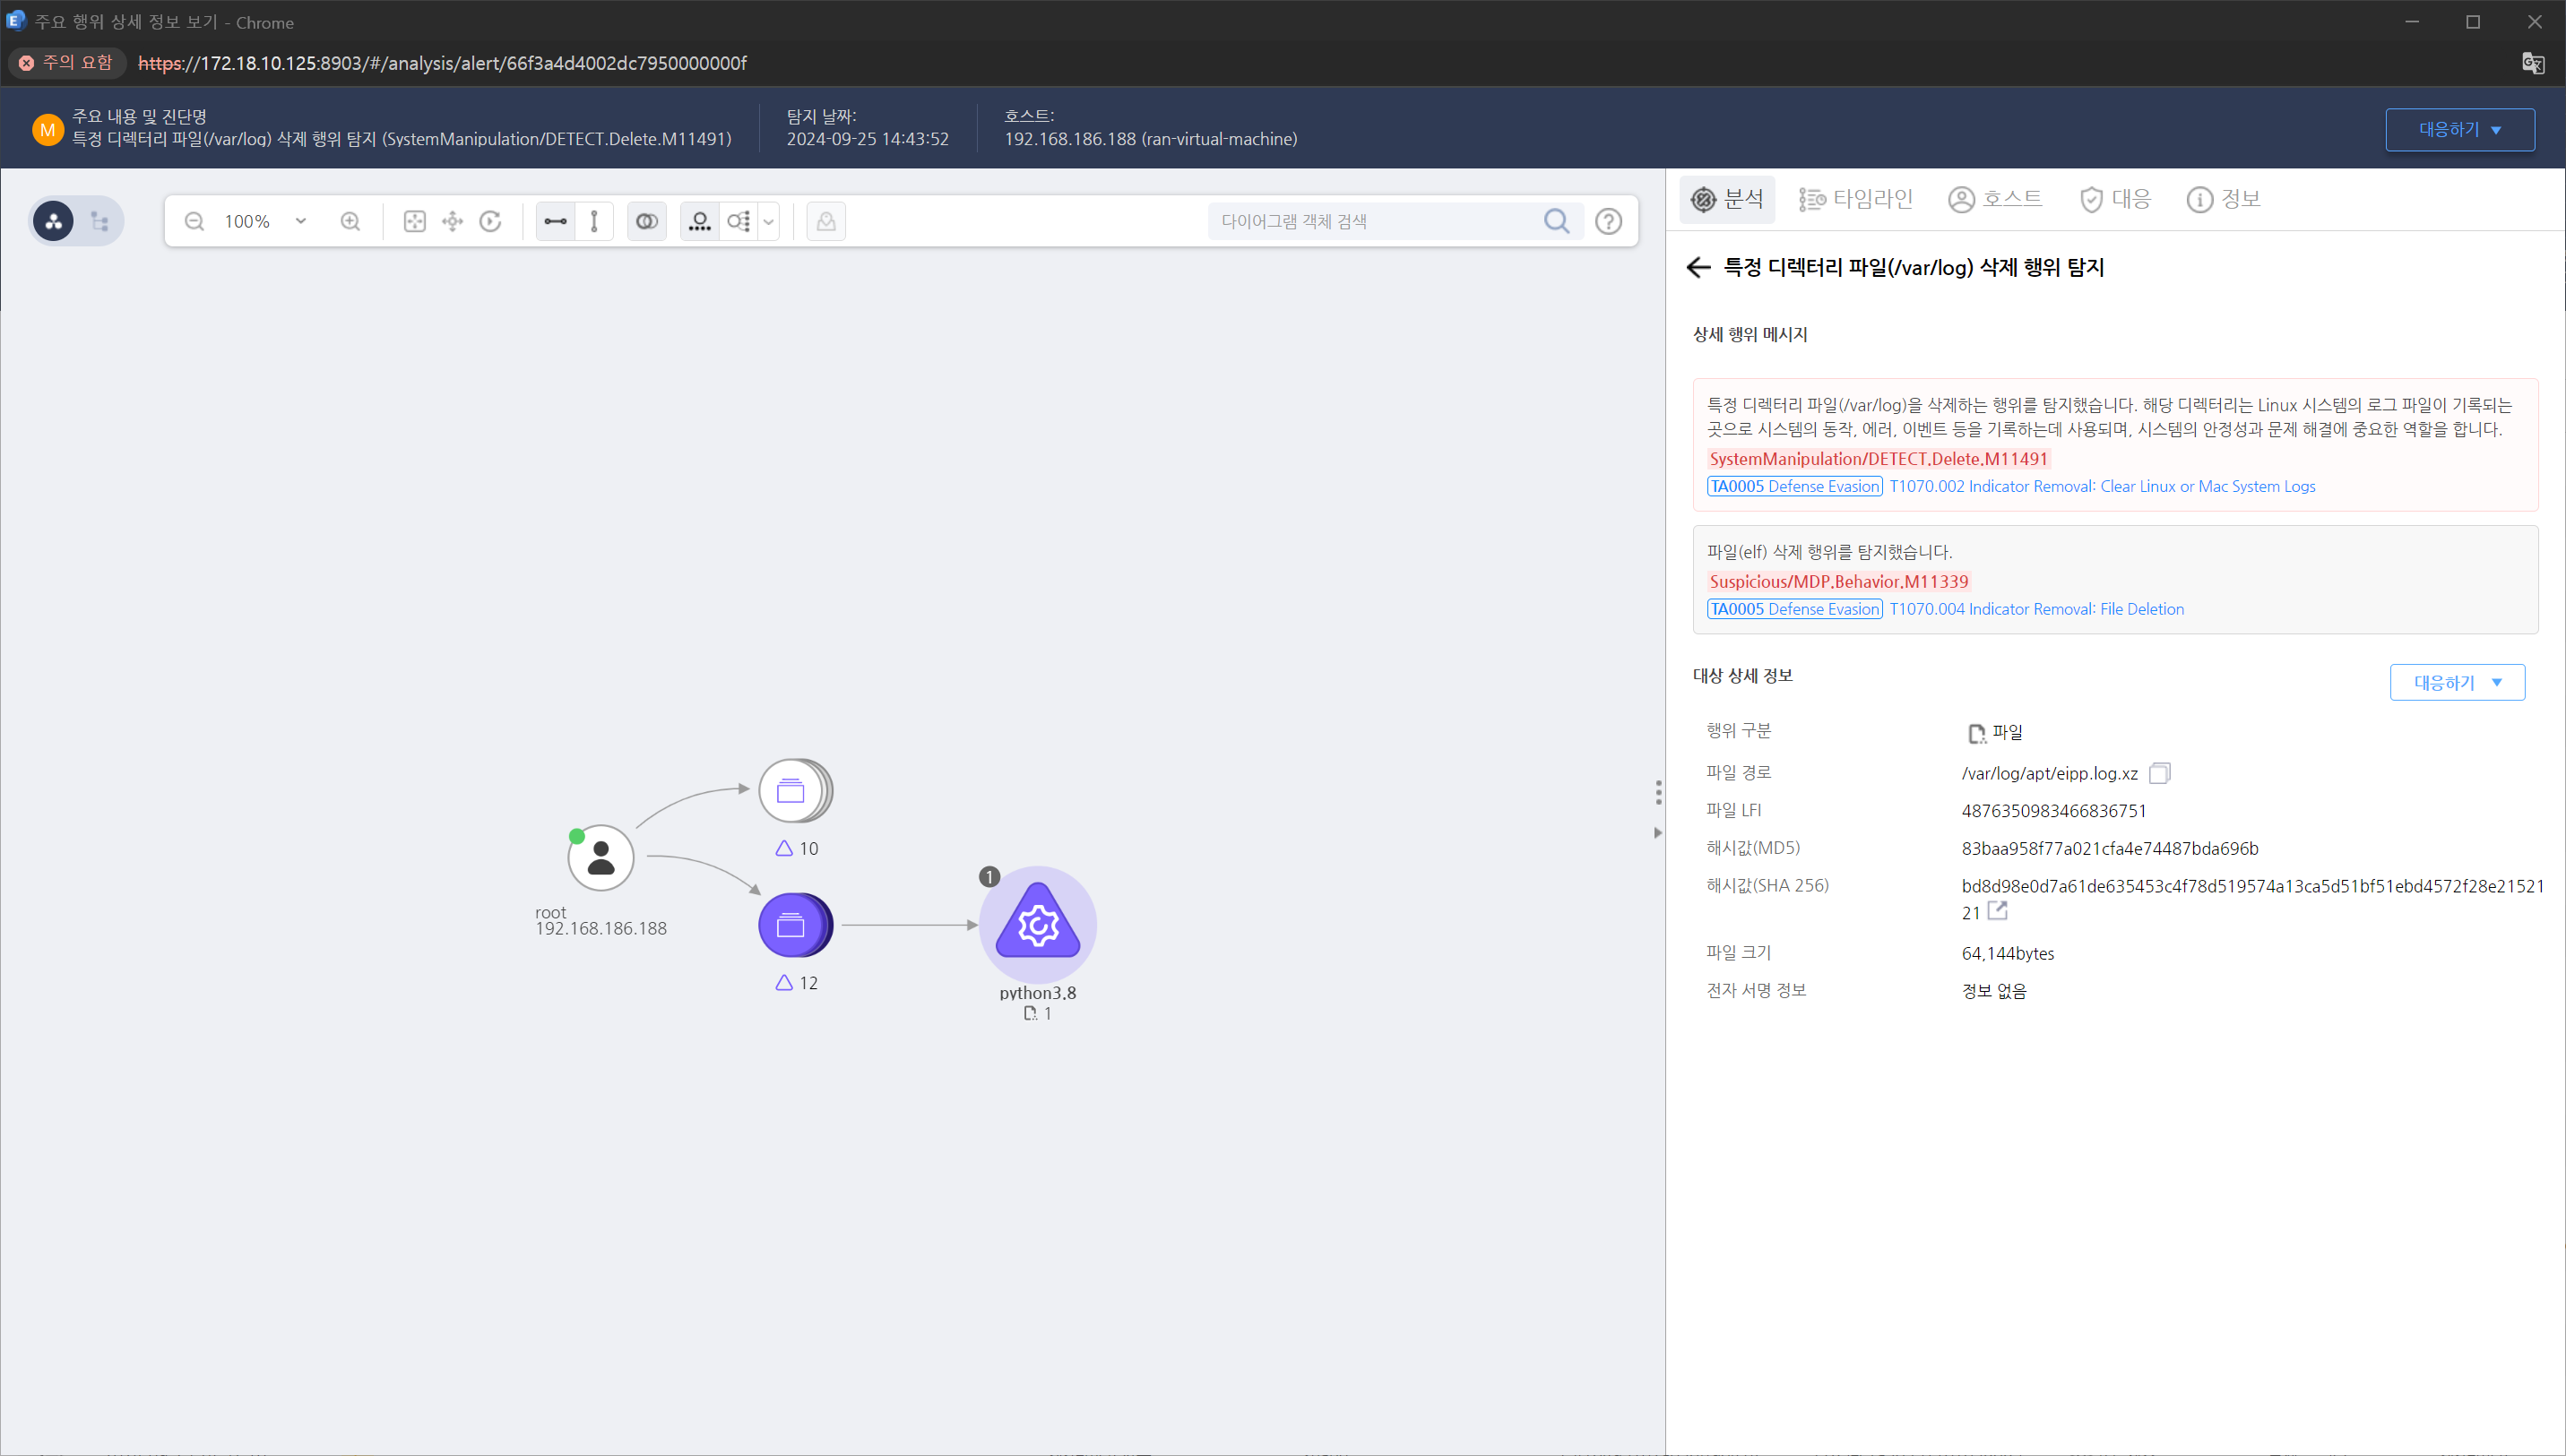 주요 행위 상세 정보 보기 - Chrome
주의 요함 https://172.18.10.125:8903/#/analysis/alert/66f3a4d4002dc7950000000f
M
주요 내용 및 진단명
특정 디렉터리 파일(/var/log) 삭제 행위 탐지 (SystemManipulation/DETECT.Delete.M11491)
탐지 날짜:
2024-09-25 14:43:52
호스트:
192.168.186.188 (ran-virtual-machine)
대응하기
100%
다이어그램 객체 검색
root
192.168.186.188
10
12
1
python3.8
1
분석 타임라인 호스트 대응 정보
특정 디렉터리 파일(/var/log) 삭제 행위 탐지
상세 행위 메시지
특정 디렉터리 파일(/var/log)을 삭제하는 행위를 탐지했습니다. 해당 디렉터리는 Linux 시스템의 로그 파일이 기록되는
곳으로 시스템의 동작, 에러, 이벤트 등을 기록하는데 사용되며, 시스템의 안정성과 문제 해결에 중요한 역할을 합니다.
SystemManipulation/DETECT.Delete.M11491
TA0005 Defense Evasion T1070.002 Indicator Removal: Clear Linux or Mac System Logs
파일(elf) 삭제 행위를 탐지했습니다.
Suspicious/MDP.Behavior.M11339
TA0005 Defense Evasion T1070.004 Indicator Removal: File Deletion
대상 상세 정보
대응하기
행위 구분 파일
파일 경로 /var/log/apt/eipp.log.xz
파일 LFI 4876350983466836751
해시값(MD5) 83baa958f77a021cfa4e74487bda696b
해시값(SHA 256) bd8d98e0d7a61de635453c4f78d519574a13ca5d51bf51ebd4572f28e21521
21
파일 크기 64,144bytes
전자 서명 정보 정보 없음